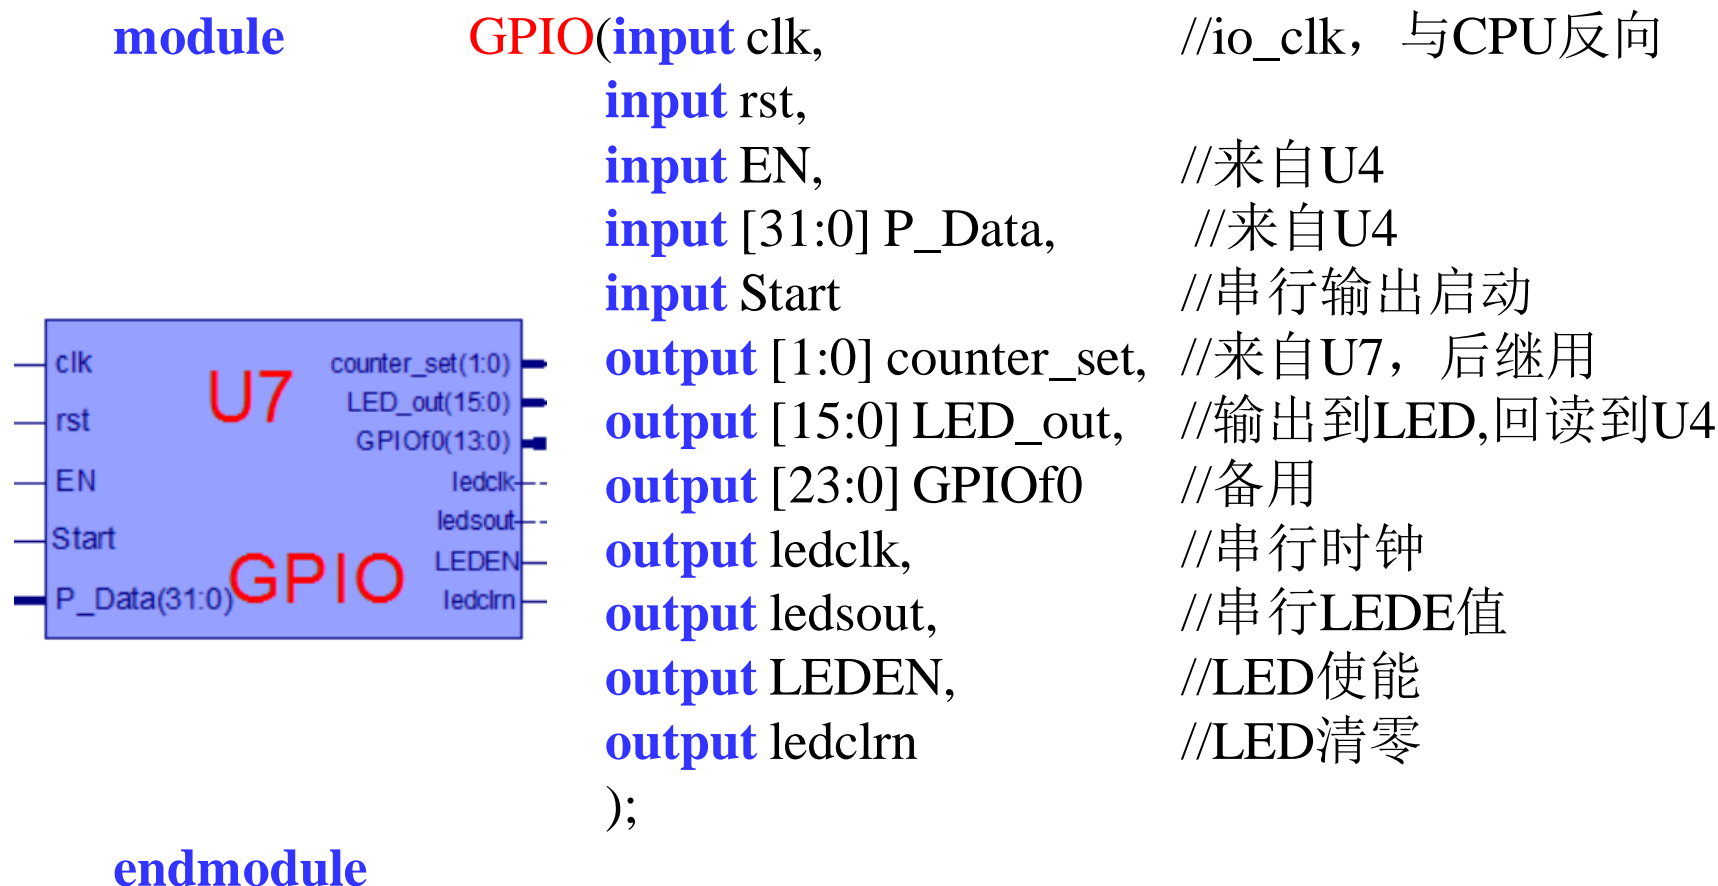 module GPIO(input clk, //io_clk，与CPU反向
input rst,
input EN, //来自U4
input [31:0] P_Data, //来自U4
input Start //串行输出启动
output [1:0] counter_set, //来自U7，后继用
output [15:0] LED_out, //输出到LED,回读到U4
output [23:0] GPIOf0 //备用
output ledclk, //串行时钟
output ledsout, //串行LEDE值
output LEDEN, //LED使能
output ledclrn //LED清零
);
endmodule
clk
rst
EN
Start
P_Data(31:0)
U7
GPIO
counter_set(1:0)
LED_out(15:0)
GPIOf0(13:0)
ledclk
ledsout
LEDEN
ledclrn